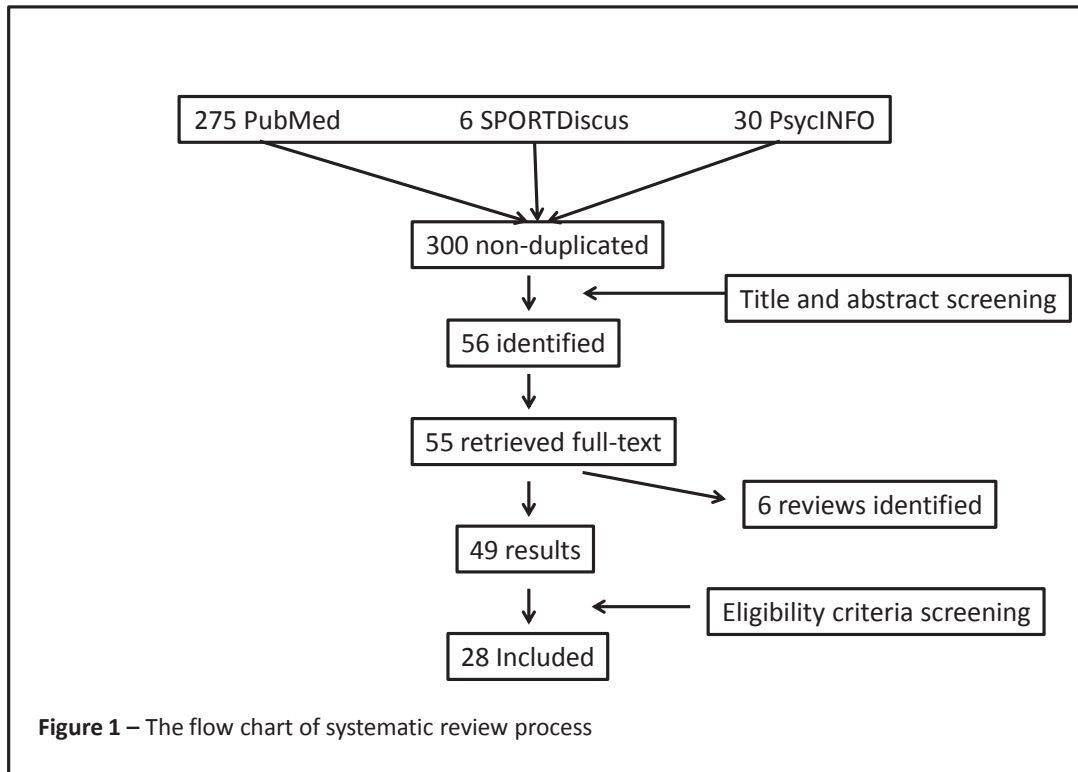 275 PubMed 6 SPORTDiscus 30 PsycINFO
300 non-duplicated
Title and abstract screening
56 identified
55 retrieved full-text
6 reviews identified
49 results
Eligibility criteria screening
28 Included
Figure 1 – The flow chart of systematic review process